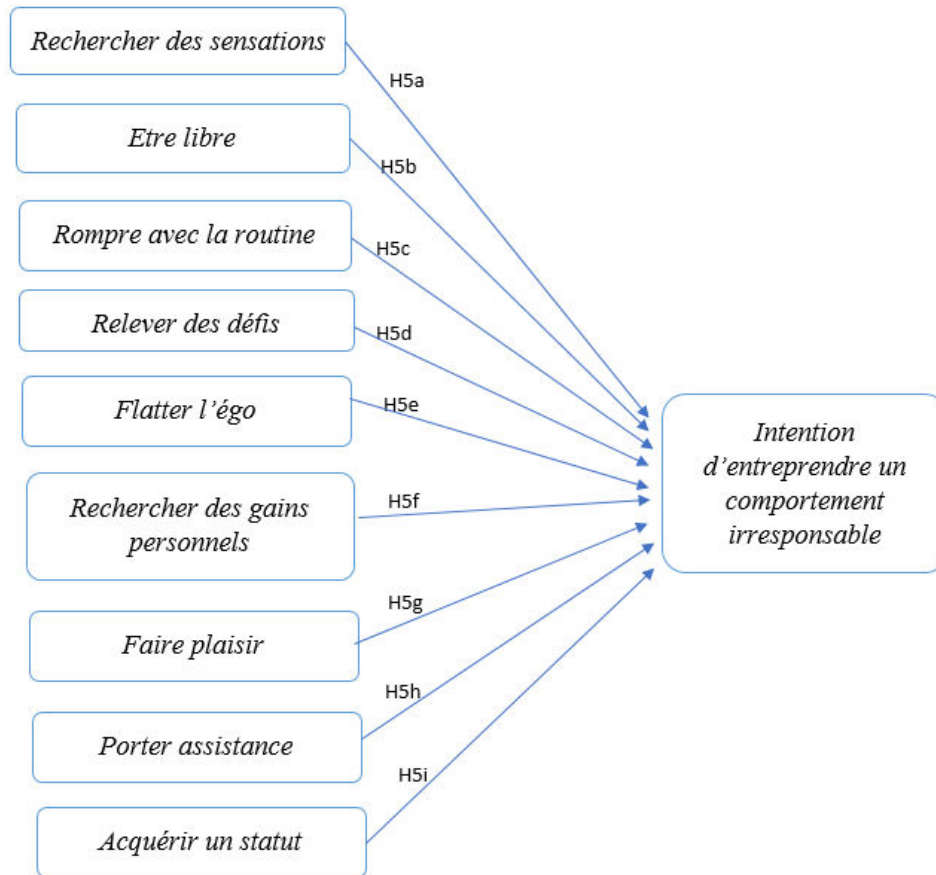 Rechercher des sensations
H5a
Etre libre
H5b
Rompre avec la routine
H5c
Relever des défis
H5d
Flatter l’égo
H5e
Rechercher des gains
personnels
H5f
Faire plaisir
H5g
Porter assistance
H5h
Acquérir un statut
H5i
Intention
d’entreprendre un
comportement
irresponsable